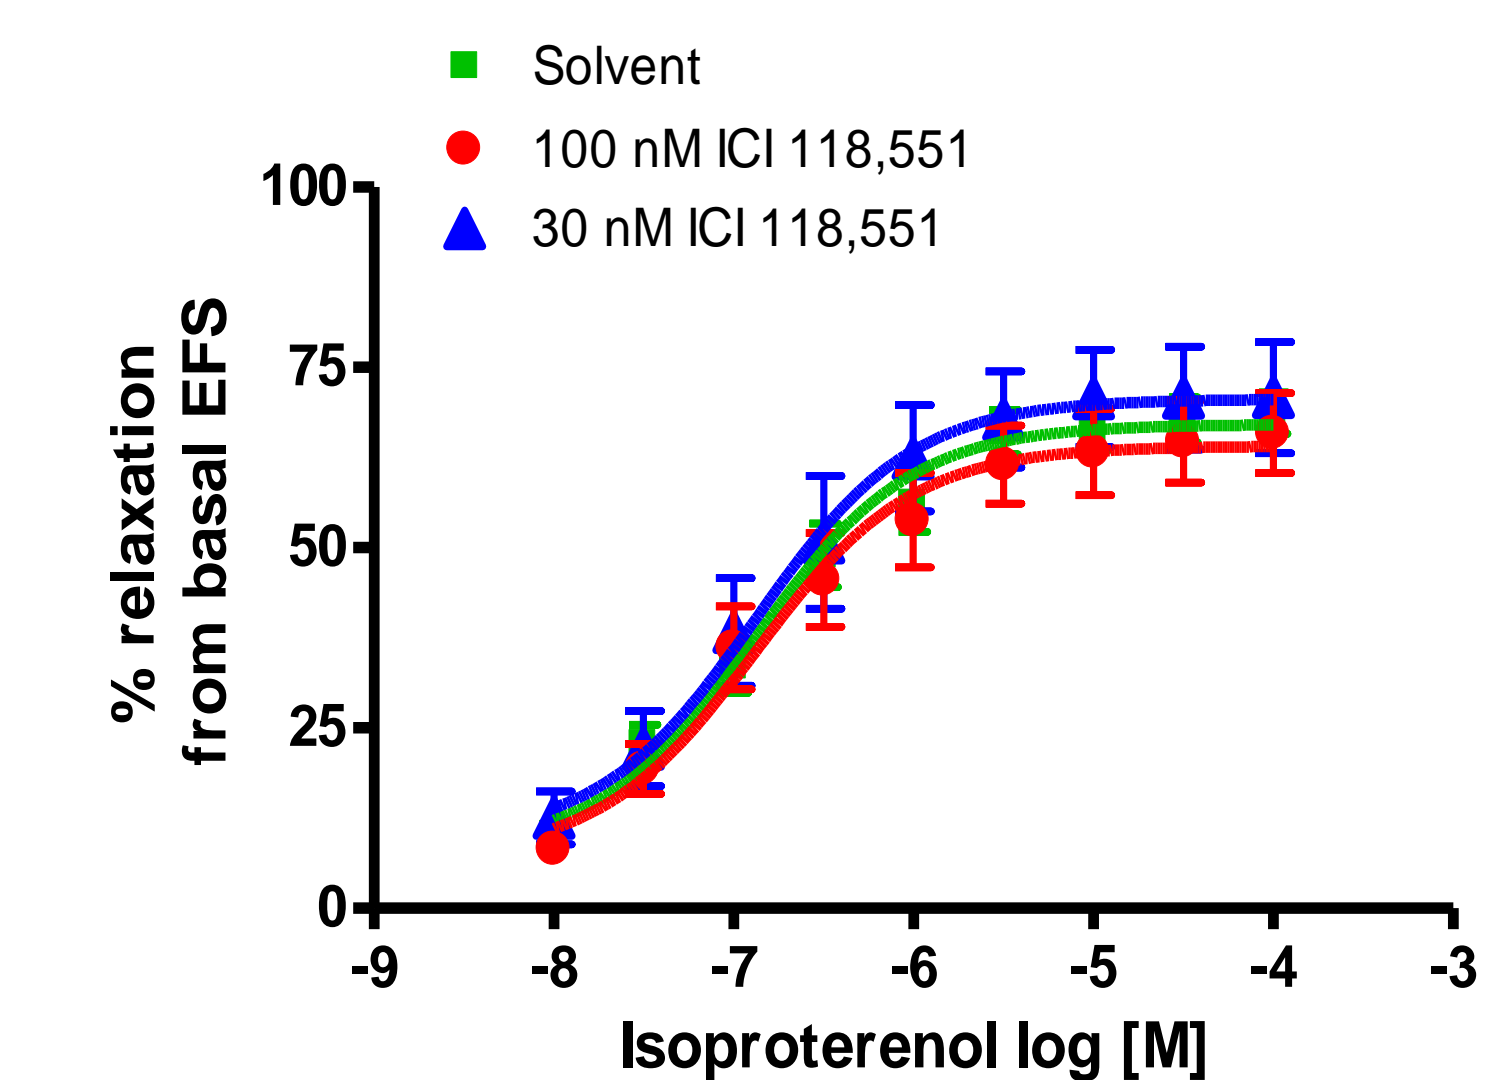 Solvent
100 nM ICI 118,551
30 nM ICI 118,551
% relaxation
from basal EFS
100
75
50
25
0
-9 -8 -7 -6 -5 -4 -3
Isoproterenol log [M]